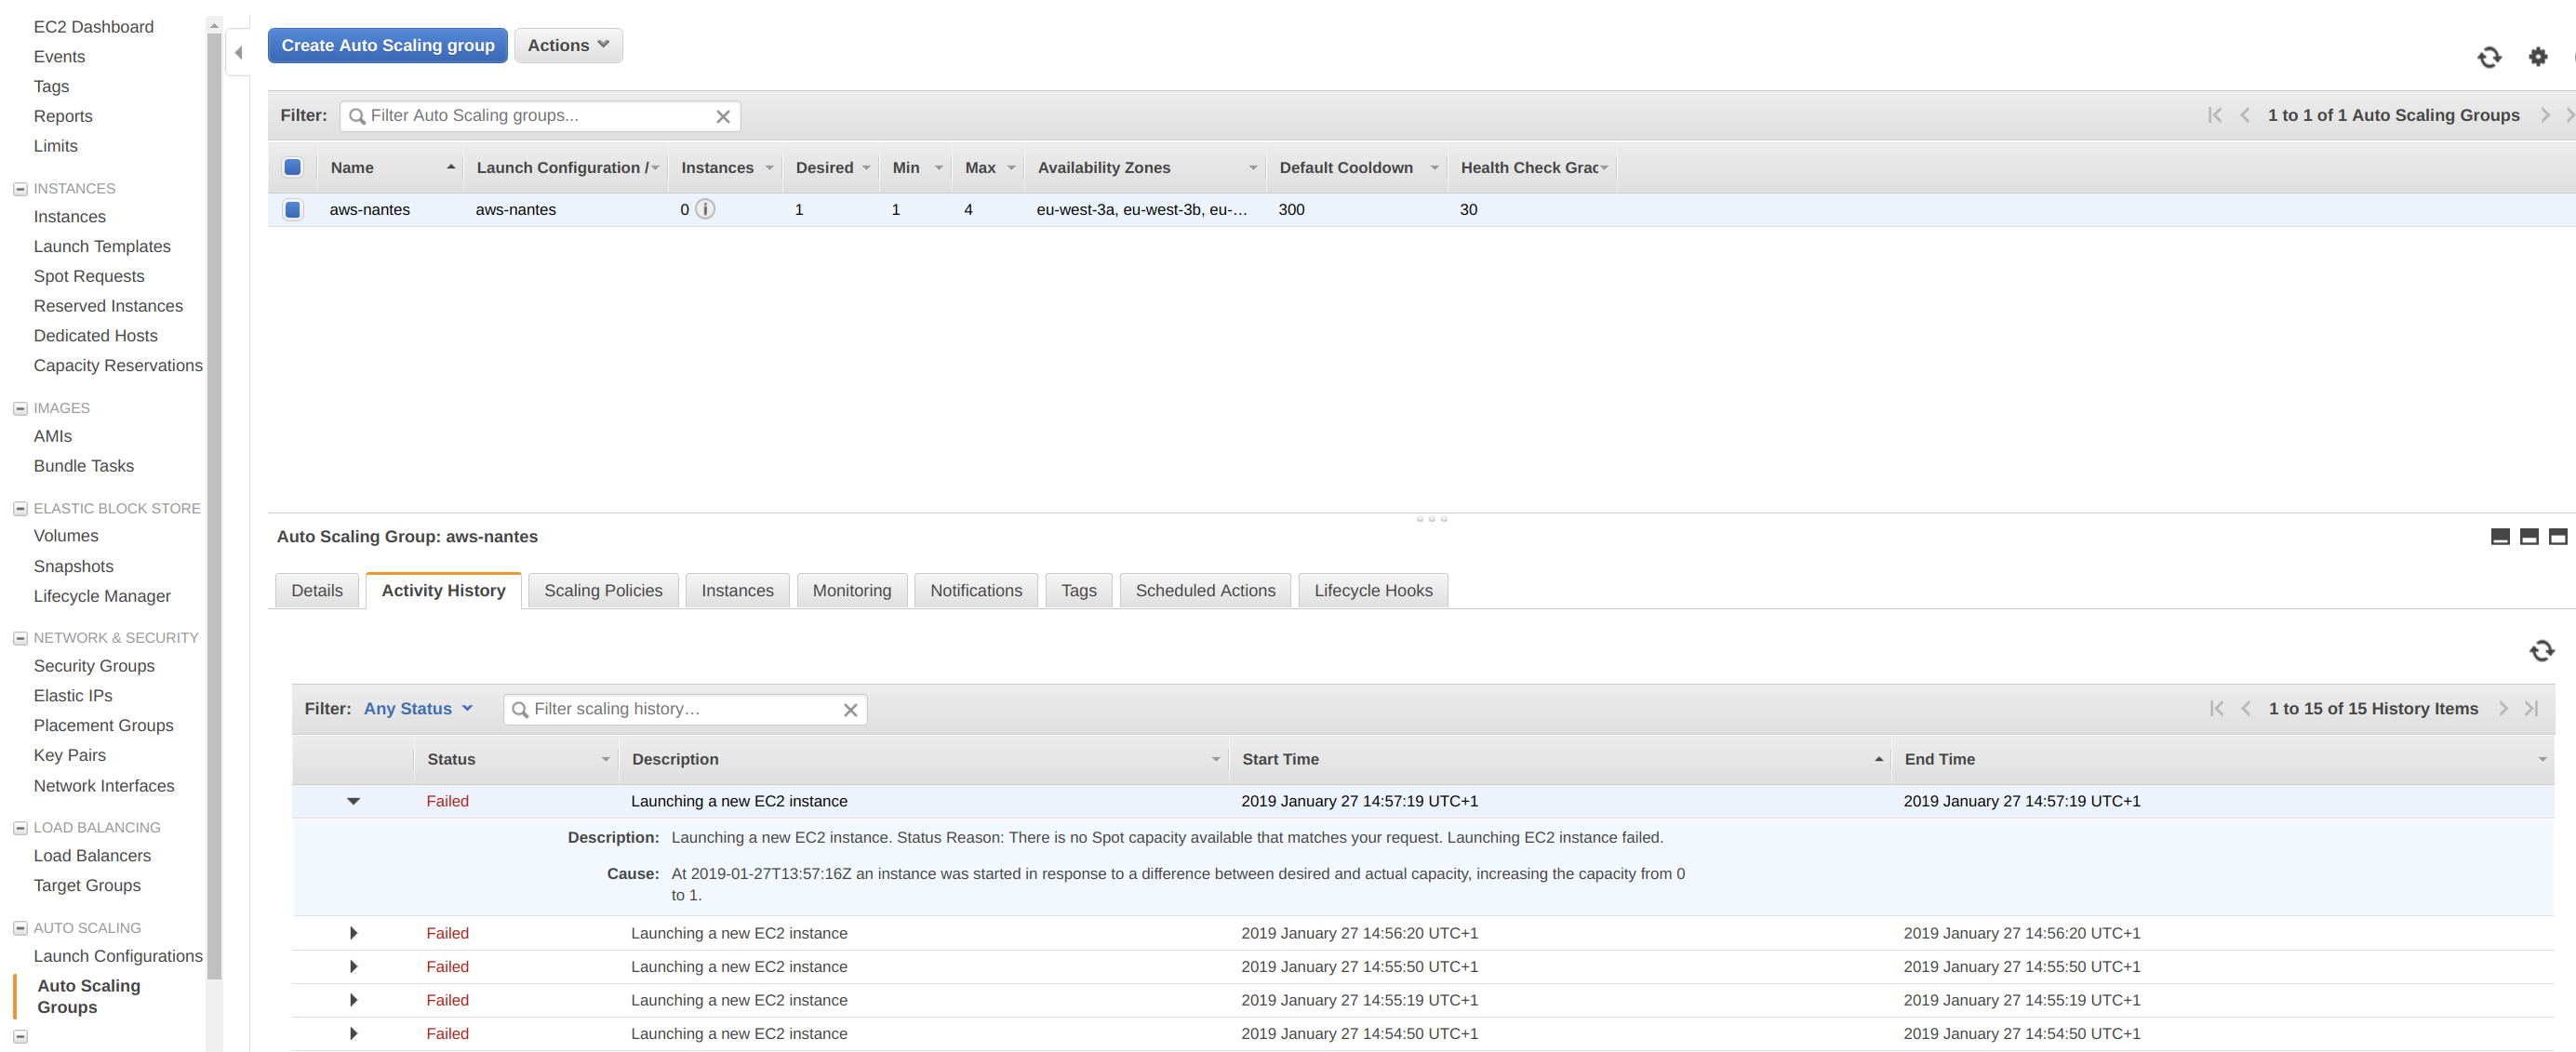 EC2 Dashboard
Events
Tags
Reports
Limits
INSTANCES
Instances
Launch Templates
Spot Requests
Reserved Instances
Dedicated Hosts
Capacity Reservations
IMAGES
AMIs
Bundle Tasks
ELASTIC BLOCK STORE
Volumes
Snapshots
Lifecycle Manager
NETWORK & SECURITY
Security Groups
Elastic IPs
Placement Groups
Key Pairs
Network Interfaces
LOAD BALANCING
Load Balancers
Target Groups
AUTO SCALING
Launch Configurations
Auto Scaling
Groups
Create Auto Scaling group Actions
Filter: Filter Auto Scaling groups... 1 to 1 of 1 Auto Scaling Groups
Name Launch Configuration / Instances Desired Min Max Availability Zones Default Cooldown Health Check Grac
aws-nantes aws-nantes 0 1 1 4 eu-west-3a, eu-west-3b, eu-… 300 30
Auto Scaling Group: aws-nantes
Details Activity History Scaling Policies Instances Monitoring Notifications Tags Scheduled Actions Lifecycle Hooks
Filter: Any Status Filter scaling history… 1 to 15 of 15 History Items
Status Description Start Time End Time
Failed Launching a new EC2 instance 2019 January 27 14:57:19 UTC+1 2019 January 27 14:57:19 UTC+1
Description: Launching a new EC2 instance. Status Reason: There is no Spot capacity available that matches your request. Launching EC2 instance failed.
Cause: At 2019-01-27T13:57:16Z an instance was started in response to a difference between desired and actual capacity, increasing the capacity from 0
to 1.
Failed Launching a new EC2 instance 2019 January 27 14:56:20 UTC+1 2019 January 27 14:56:20 UTC+1
Failed Launching a new EC2 instance 2019 January 27 14:55:50 UTC+1 2019 January 27 14:55:50 UTC+1
Failed Launching a new EC2 instance 2019 January 27 14:55:19 UTC+1 2019 January 27 14:55:19 UTC+1
Failed Launching a new EC2 instance 2019 January 27 14:54:50 UTC+1 2019 January 27 14:54:50 UTC+1